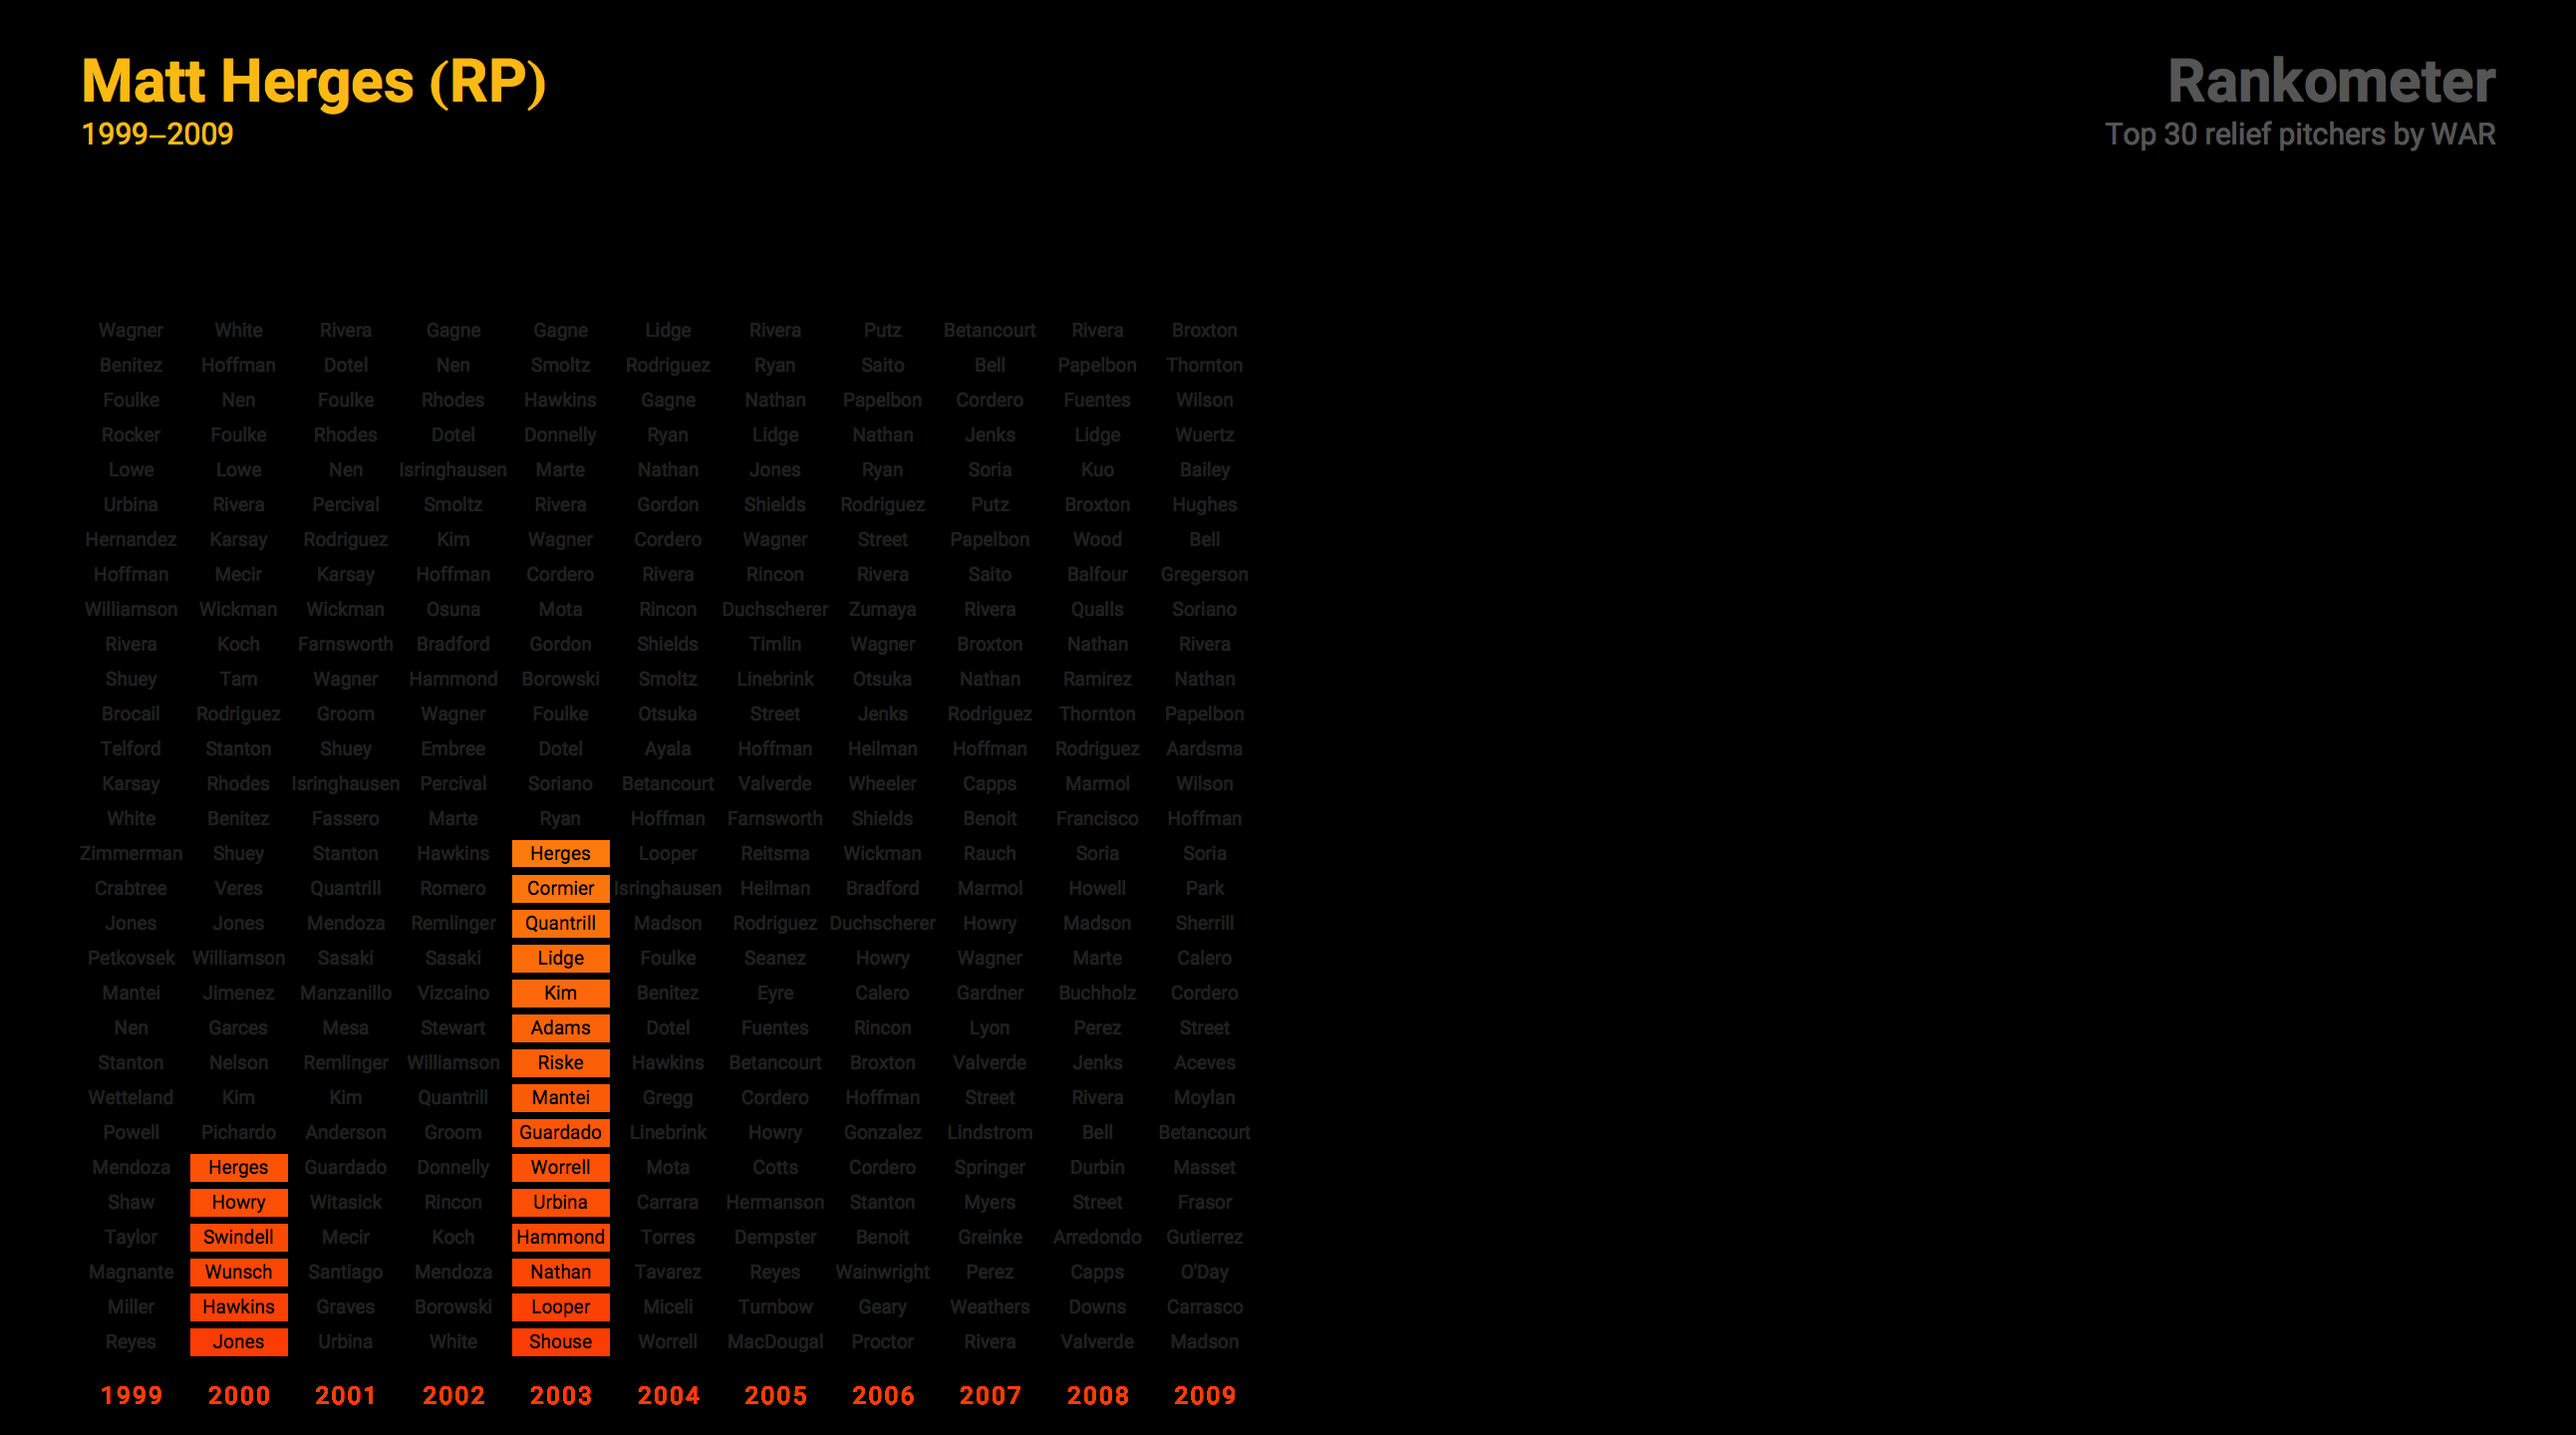 Matt Herges (RP)
1999–2009
Rankometer
Top 30 relief pitchers by WAR
Wagner White Rivera Gagne Gagne Lidge Rivera Putz Betancourt Rivera Broxton
Benitez Hoffman Dotel Nen Smoltz Rodriguez Ryan Saito Bell Papelbon Thornton
Foulke Nen Foulke Rhodes Hawkins Gagne Nathan Papelbon Cordero Fuentes Wilson
Rocker Foulke Rhodes Dotel Donnelly Ryan Lidge Nathan Jenks Lidge Wuertz
Lowe Lowe Nen Isringhausen Marte Nathan Jones Ryan Soria Kuo Bailey
Urbina Rivera Percival Smoltz Rivera Gordon Shields Rodriguez Putz Broxton Hughes
Hernandez Karsay Rodriguez Kim Wagner Cordero Wagner Street Papelbon Wood Bell
Hoffman Mecir Karsay Hoffman Cordero Rivera Rincon Rivera Saito Balfour Gregerson
Williamson Wickman Wickman Osuna Mota Rincon Duchscherer Zumaya Rivera Qualls Soriano
Rivera Koch Farnsworth Bradford Gordon Shields Timlin Wagner Broxton Nathan Rivera
Shuey Tam Wagner Hammond Borowski Smoltz Linebrink Otsuka Nathan Ramirez Nathan
Brocail Rodriguez Groom Wagner Foulke Otsuka Street Jenks Rodriguez Thornton Papelbon
Telford Stanton Shuey Embree Dotel Ayala Hoffman Heilman Hoffman Rodriguez Aardsma
Karsay Rhodes Isringhausen Percival Soriano Betancourt Valverde Wheeler Capps Marmol Wilson
White Benitez Fassero Marte Ryan Hoffman Farnsworth Shields Benoit Francisco Hoffman
Zimmerman Shuey Stanton Hawkins Herges Looper Reitsma Wickman Rauch Soria Soria
Crabtree Veres Quantrill Romero Cormier Isringhausen Heilman Bradford Marmol Howell Park
Jones Jones Mendoza Remlinger Quantrill Madson Rodriguez Duchscherer Howry Madson Sherrill
Petkovsek Williamson Sasaki Sasaki Lidge Foulke Seanez Howry Wagner Marte Calero
Mantei Jimenez Manzanillo Vizcaino Kim Benitez Eyre Calero Gardner Buchholz Cordero
Nen Garces Mesa Stewart Adams Dotel Fuentes Rincon Lyon Perez Street
Stanton Nelson Remlinger Williamson Riske Hawkins Betancourt Broxton Valverde Jenks Aceves
Wetteland Kim Kim Quantrill Mantei Gregg Cordero Hoffman Street Rivera Moylan
Powell Pichardo Anderson Groom Guardado Linebrink Howry Gonzalez Lindstrom Bell Betancourt
Mendoza Herges Guardado Donnelly Worrell Mota Cotts Cordero Springer Durbin Masset
Shaw Howry Witasick Rincon Urbina Carrara Hermanson Stanton Myers Street Frasor
Taylor Swindell Mecir Koch Hammond Torres Dempster Benoit Greinke Arredondo Gutierrez
Magnante Wunsch Santiago Mendoza Nathan Tavarez Reyes Wainwright Perez Capps O'Day
Miller Hawkins Graves Borowski Looper Miceli Turnbow Geary Weathers Downs Carrasco
Reyes Jones Urbina White Shouse Worrell MacDougal Proctor Rivera Valverde Madson
1999 2000 2001 2002 2003 2004 2005 2006 2007 2008 2009